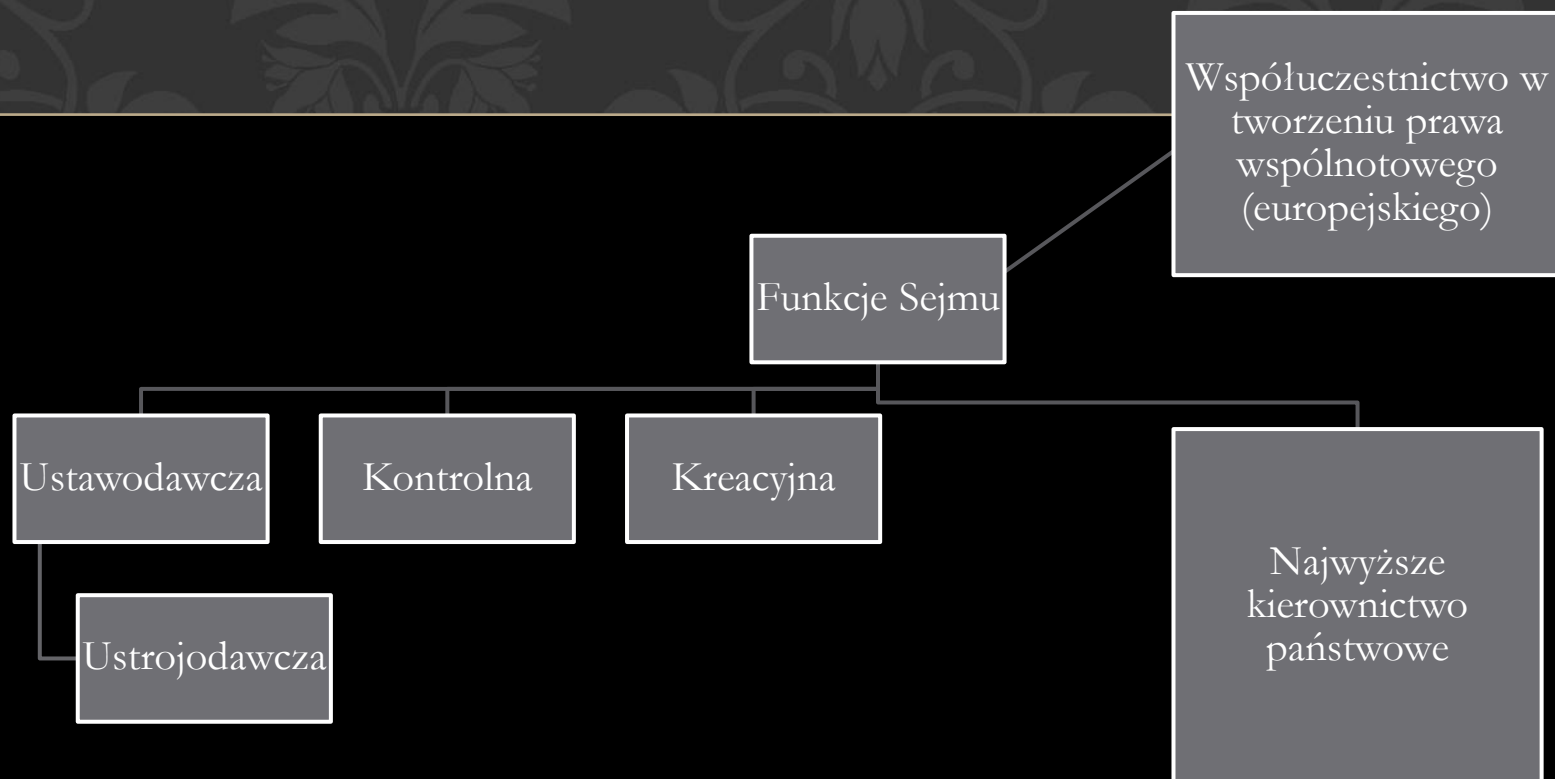 Współuczestnictwo w
tworzeniu prawa
wspólnotowego
(europejskiego)
Funkcje Sejmu
Ustawodawcza
Kontrolna
Kreacyjna
Najwyższe
kierownictwo
państwowe
Ustrojodawcza